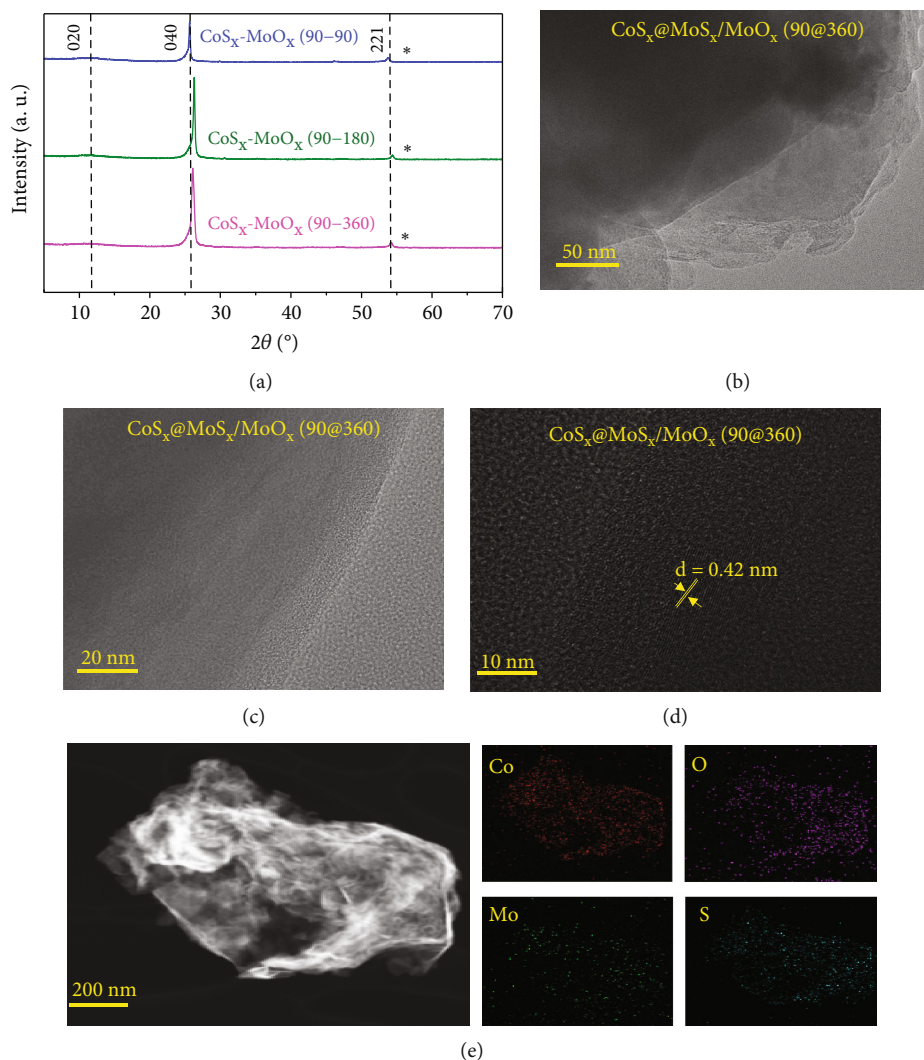 020
040
221
CoSx-MoOx (90−90)
*
CoSx-MoOx (90−180)
*
CoSx-MoOx (90−360)
*
Intensity (a. u.)
0 10 20 30 40 50 60 70
2θ (°)
(a)
CoSx@MoSx/MoOx (90@360)
50 nm
(b)
CoSx@MoSx/MoOx (90@360)
20 nm
(c)
CoSx@MoSx/MoOx (90@360)
d = 0.42 nm
10 nm
(d)
200 nm
Co
O
Mo
S
(e)